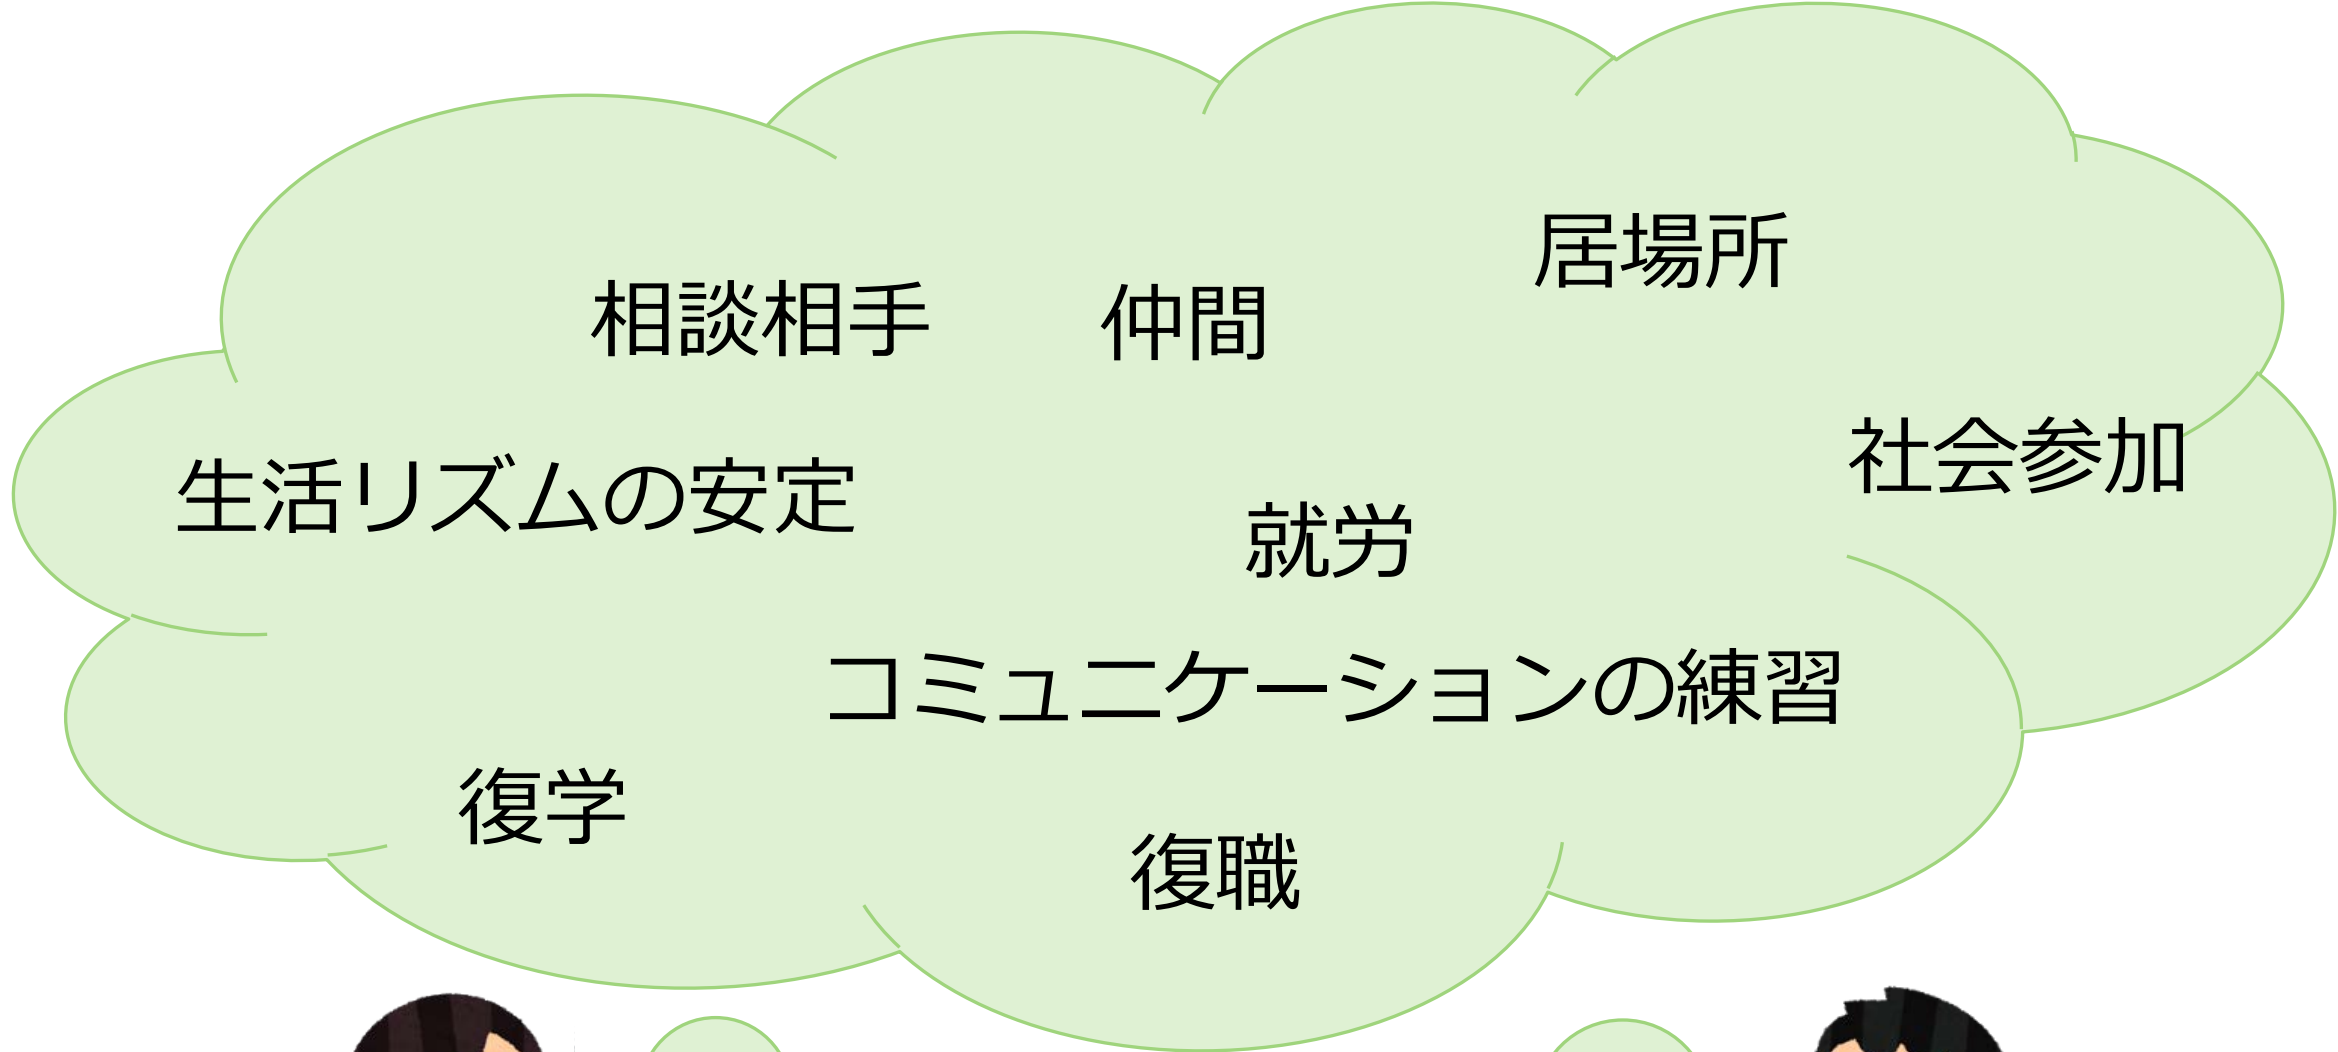 居場所
相談相手
仲間
社会参加
生活リズムの安定
就労
コミュニケーションの練習
復学
復職